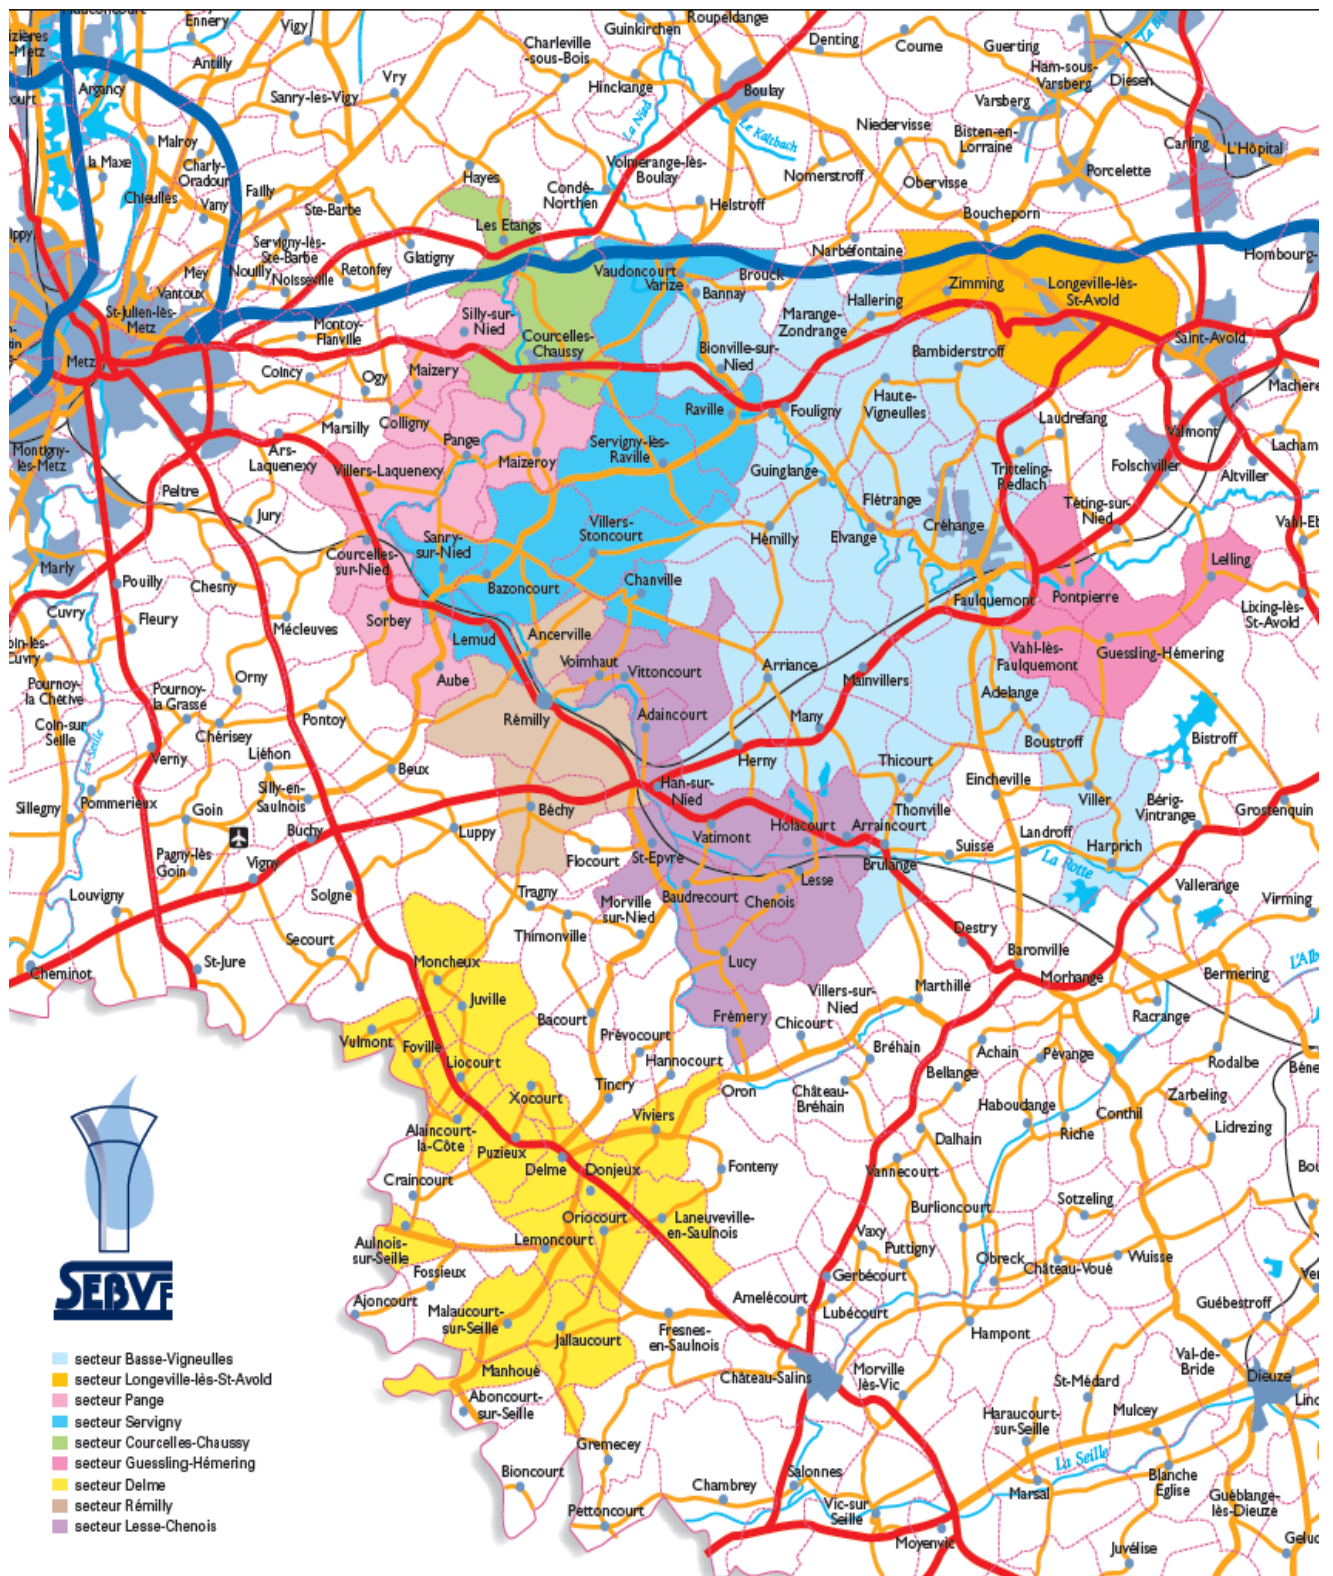 Ennery
Vigy
Antilly
Argancy
Vry
Sanry-les-Vigy
Charleville
-sous-Bois
Guinkirchen
Roupeldange
Hinckange
La Nied
Boulay
Le Kaltbach
Denting
Coume
Guerting
Ham-sous-
Varsberg
Diesen
Varsberg
Niedervisse
Bisten-en-
Lorraine
Carling
L'Hôpital
Porcelette
Malroy
la Maxe
Charly-
Oradour
Chieulles
Vany
Failly
Ste-Barbe
Hayes
Les Etangs
Condé-
Northen
Volmerange-lès-
Boulay
Helstroff
Nomerstroff
Obervisse
Boucheporn
Narbéfontaine
Hombourg-
Servigny-lès-
Ste-Barbe
Glatigny
Mey
Nouilly
Noisseville
Retonfey
Vantoux
St-Julien-lès-
Metz
Montoy-
Flanville
Metz
Coincy
Ogy
Silly-sur-
Nied
Courcelles-
Chaussy
Maizery
Vaudoncourt
Varize
Brouck
Bannay
Hallering
Marange-
Zondrange
Zimming
Longeville-lès-
St-Avold
Saint-Avold
Bionville-sur-
Nied
Bambiderstroff
Machere
Marsilly
Colligny
Ars-
Laquenexy
Pange
Villers-Laquenexy
Maizeroy
Raville
Servigny-lès-
Raville
Fouligny
Haute-
Vigneulles
Laudrefang
Valmont
Lacham
Folschviller
Altviller
Montigny-
lès-Metz
Guinglange
Tritteling-
Redlach
Peltre
Jury
Flétrange
Créhange
Téting-sur-
Nied
Courcelles-
sur-Nied
Sanry-
sur-Nied
Villers-
Stoncourt
Hémilly
Elvange
Lelling
Marly
Pouilly
Chesny
Bazoncourt
Chanville
Faulquemont
Pontpierre
Lixing-lès-
St-Avold
Cuvry
Fleury
Mécleuves
Sorbey
Lemud
Ancerville
Voimhaut
Vittoncourt
Arriance
Mainvillers
Vahl-lès-
Faulquemont
Guessling-Hémering
Pournoy-
la Chétive
Pournoy-
la Grasse
Orny
Aube
Adelange
Coin-sur
Seille
La Seille
Chérisey
Pontoy
Rémilly
Adaincourt
Many
Boustroff
Bistroff
Verny
Liéhon
Beux
Herny
Thicourt
Sillegny
Pommerieux
Goin
Silly-en-
Saulnois
Béchy
Han-sur-
Nied
Thonville
Eincheville
Viller
Bérig-
Vintrange
Grostenquin
Buchy
Luppy
Vatimont
Holacourt
Arraincourt
Landroff
Harprich
Pagny-lès
Goin
Vigny
Flocourt
St-Epvre
Suisse
La Rotte
Brulange
Louvigny
Solgne
Tragny
Morville
sur-Nied
Baudrecourt
Chenois
Lesse
Vallerange
Virming
Thimonville
Secourt
Destry
Baronville
St-Jure
Cheminot
Moncheux
Lucy
Morhange
Bermering
L'Alb
Juville
Villers-sur-
Nied
Marthille
Racrange
Bacourt
Frémery
Chicourt
Vulmont
Foville
Prévocourt
Bréhain
Achain
Pévange
Rodalbe
Liocourt
Hannocourt
Béne
Bellange
Xocourt
Tincry
Oron
Château-
Bréhain
Haboudange
Conthil
Zarbeling
Viviers
Alaincourt-
la-Côte
Riche
Lidrezing
Puzieux
Dalhain
Delme
Donjeux
Fonteny
Vannecourt
Craincourt
Sotzeling
Oriocourt
Laneuveville-
en-Saulnois
Burlioncourt
Aulnois-
sur-Seille
Lemoncourt
Vaxy
Puttigny
Obreck
Château-Voué
Wuisse
Fossieux
Gerbécourt
Ajoncourt
Amelécourt
Lubécourt
Guébestroff
Malaucourt-
sur-Seille
Jallaucourt
Fresnes-
en-Saulnois
Hampont
Val-de-
Bride
Manhoué
Château-Salins
Morville
lès-Vic
St-Médard
Dieuze
Aboncourt-
sur-Seille
Haraucourt-
sur-Seille
Mulcey
Gremecey
La Seille
Bioncourt
Chambrey
Salonnes
Marsal
Blanche
Eglise
Guéblange-
lès-Dieuze
Pettoncourt
Vic-sur
Seille
Moyenvic
Juvélise
SEBVF
secteur Basse-Vigneulles
secteur Longeville-lès-St-Avold
secteur Pange
secteur Servigny
secteur Courcelles-Chaussy
secteur Guessling-Hémering
secteur Delme
secteur Rémilly
secteur Lesse-Chenois